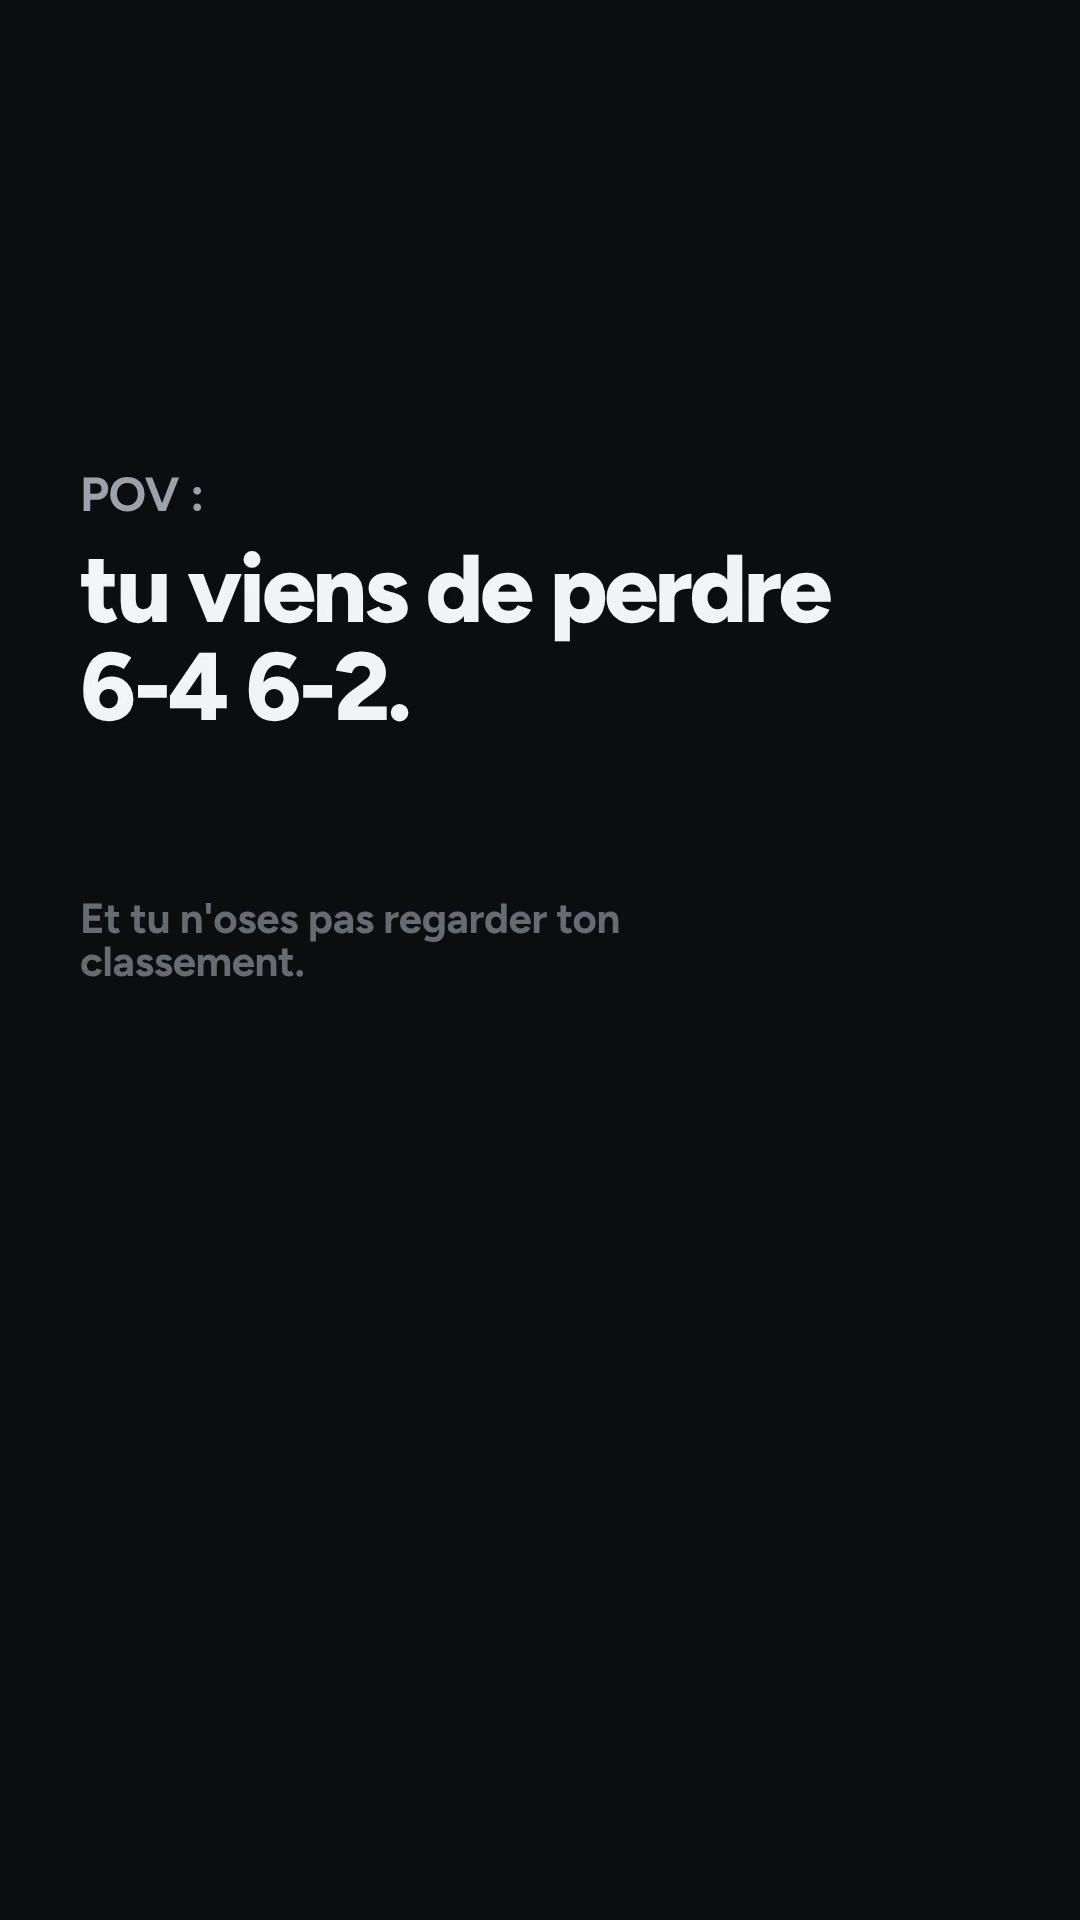 POV :
tu viens de perdre
6-4 6-2.
Et tu n'oses pas regarder ton
classement.